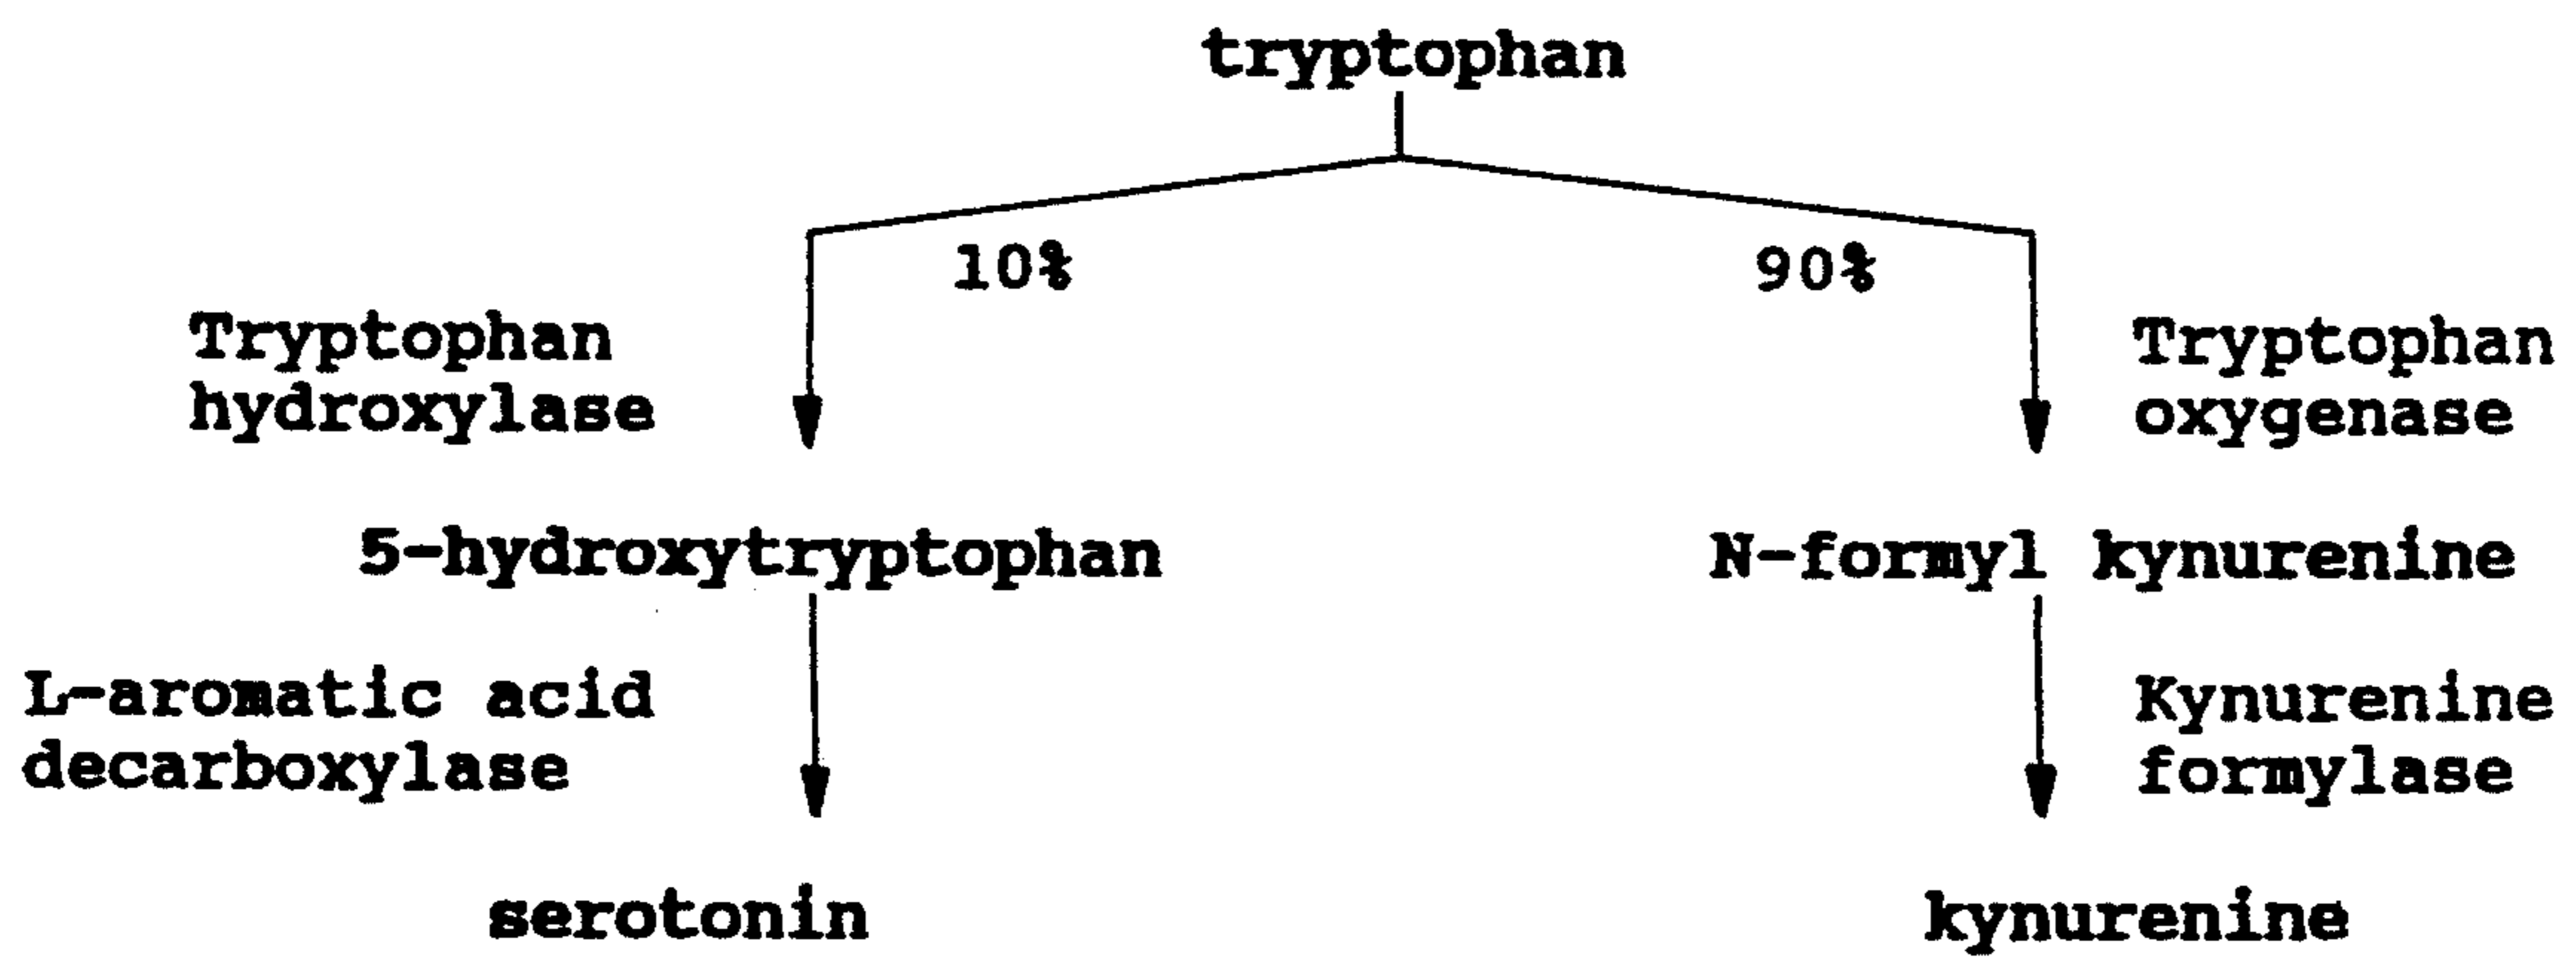 tryptophan
10%
90%
Tryptophan
hydroxylase
Tryptophan
oxygenase
5-hydroxytryptophan
N-formyl kynurenine
L-aromatic acid
decarboxylase
Kynurenine
formylase
serotonin
kynurenine